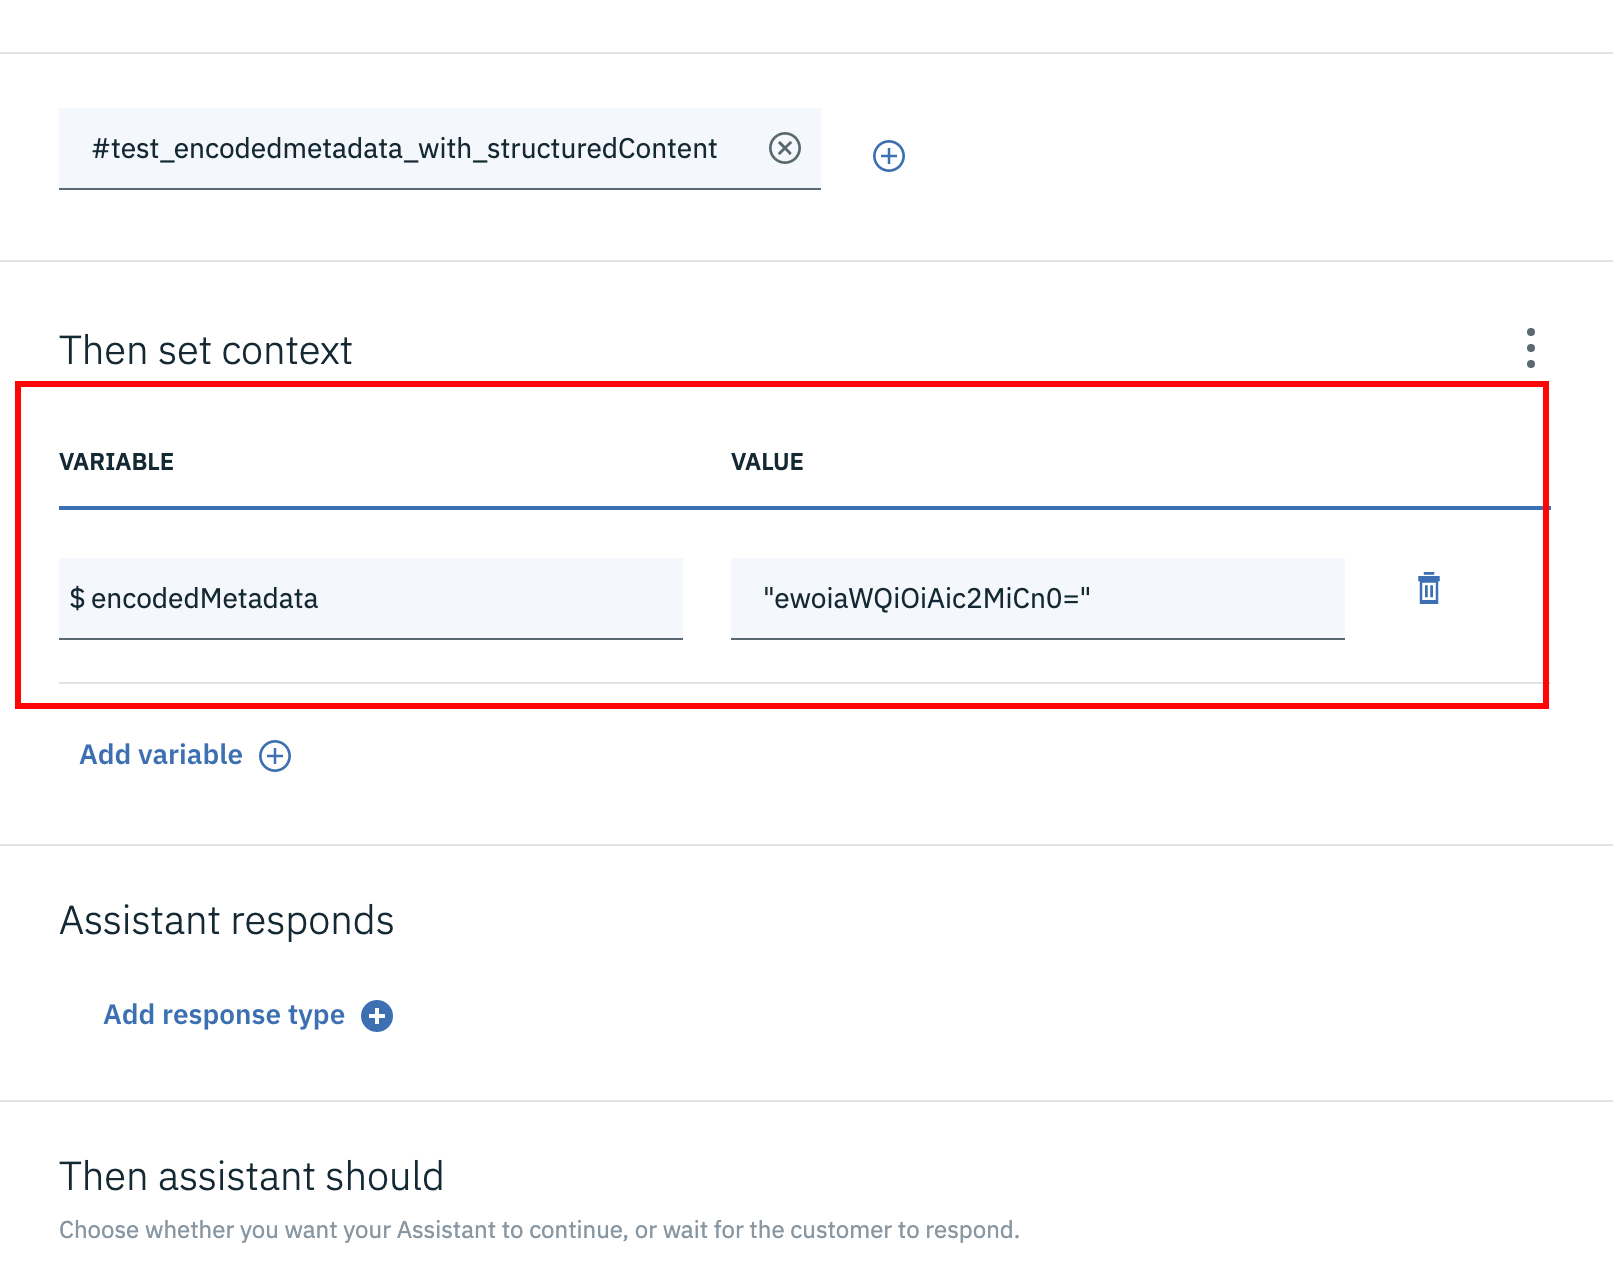 #test_encodedmetadata_with_structuredContent
Then set context
VARIABLE VALUE
$ encodedMetadata "ewoiaWQiOiAic2MiCn0="
Add variable
Assistant responds
Add response type
Then assistant should
Choose whether you want your Assistant to continue, or wait for the customer to respond.